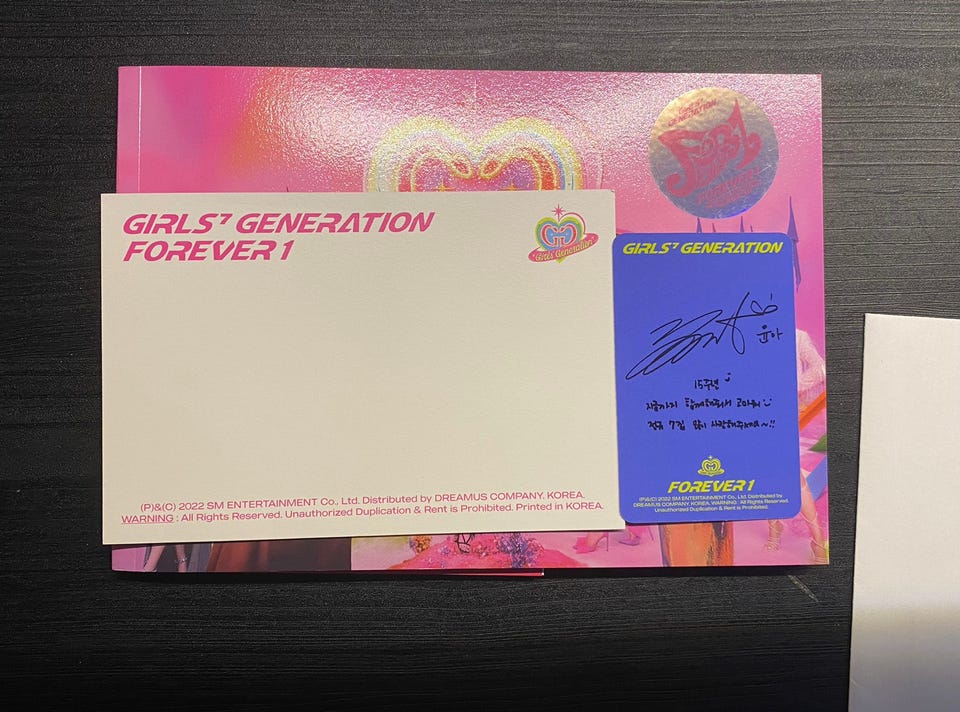 GIRLS' GENERATION
FOREVER 1
Girls' Generation
GIRLS' GENERATION
윤아
15주년
지금까지 함께해줘서 고마워
정규 7집 많이 사랑해주세요~!!
FOREVER 1
(P)&(C) 2022 SM ENTERTAINMENT Co., Ltd. Distributed by
DREAMUS COMPANY. KOREA. WARNING : All Rights Reserved.
Unauthorized Duplication & Rent is Prohibited.
(P)&(C) 2022 SM ENTERTAINMENT Co., Ltd. Distributed by DREAMUS COMPANY. KOREA.
WARNING : All Rights Reserved. Unauthorized Duplication & Rent is Prohibited. Printed in KOREA.
GENERATION